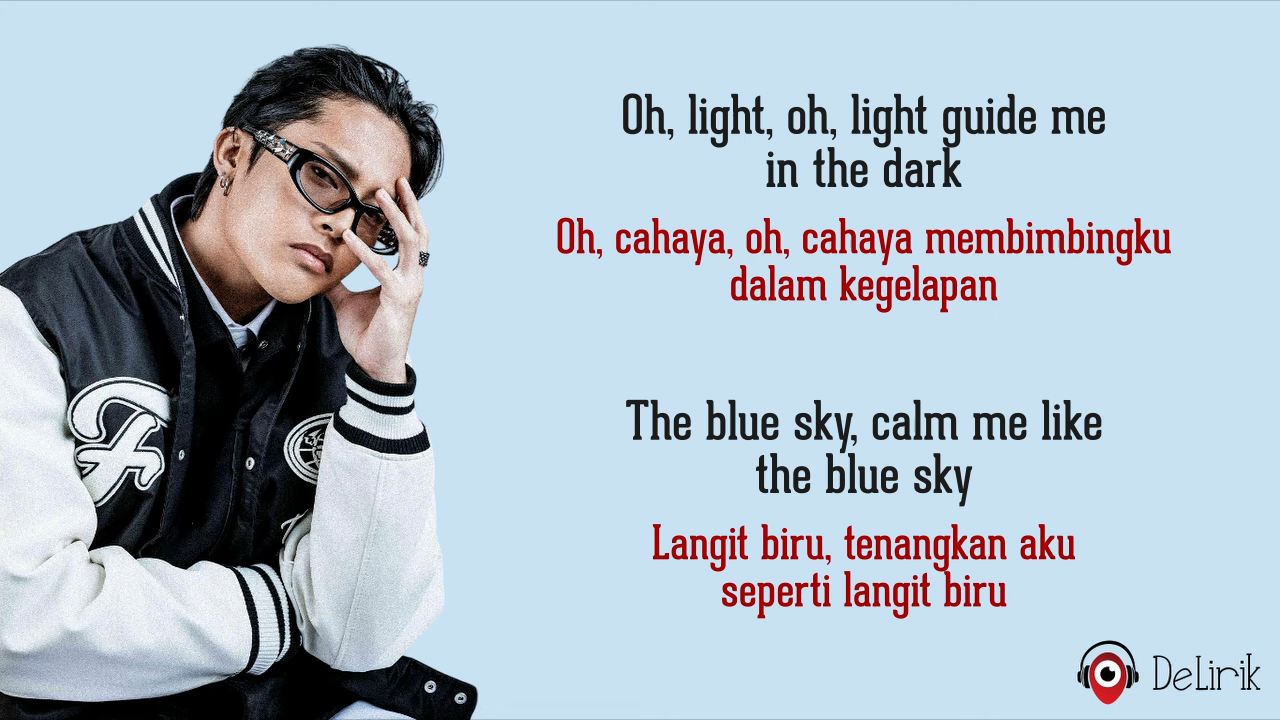 Oh, light, oh, light guide me
in the dark
Oh, cahaya, oh, cahaya membimbingku
dalam kegelapan
The blue sky, calm me like
the blue sky
Langit biru, tenangkan aku
seperti langit biru
F
DeLirik